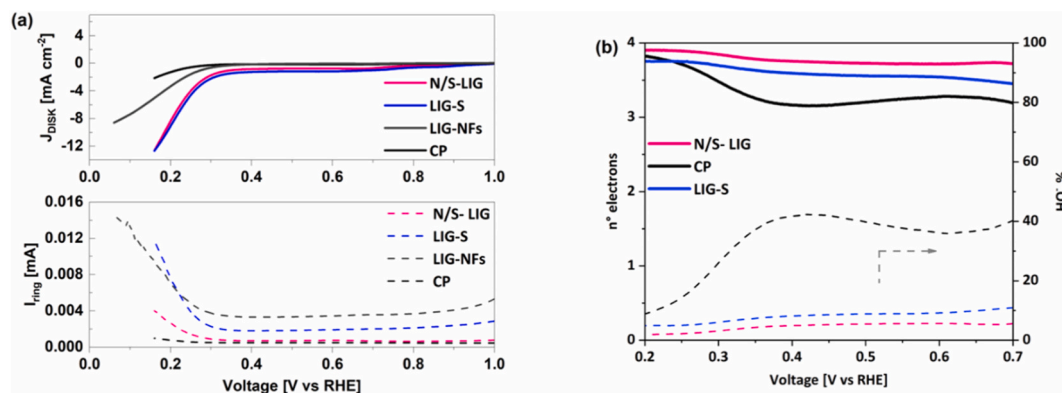 (a)
4
0
-4
-8
-12
J_DISK [mA cm⁻²]
N/S-LIG
LIG-S
LIG-NFs
CP
0.0 0.2 0.4 0.6 0.8 1.0
0.016
0.012
0.008
0.004
0.000
I_ring [mA]
N/S- LIG
LIG-S
LIG-NFs
CP
0.0 0.2 0.4 0.6 0.8 1.0
Voltage [V vs RHE]
(b)
4
3
2
1
0
n° electrons
N/S- LIG
CP
LIG-S
100
80
60
40
20
0
% .OH
0.2 0.3 0.4 0.5 0.6 0.7
Voltage [V vs RHE]